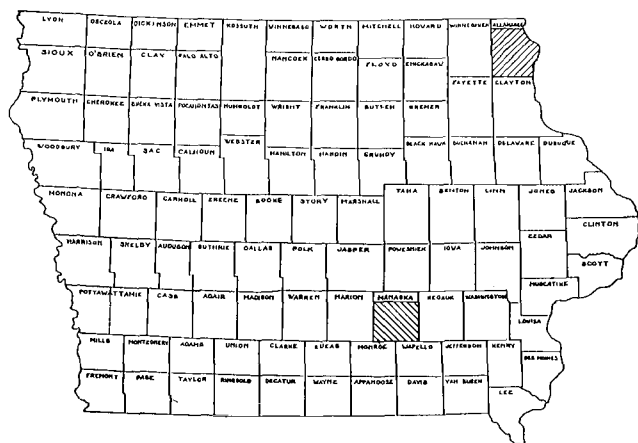 LYON OSCEOLA DICKINSON EMMET KOSSUTH WINNEBAGO WORTH MITCHELL HOWARD WINNESHIEK ALLAMAKEE
SIOUX O'BRIEN CLAY PALO ALTO HANCOCK CERRO GORDO FLOYD CHICKASAW
FAYETTE CLAYTON
PLYMOUTH CHEROKEE BUENA VISTA POCAHONTAS HUMBOLDT WRIGHT FRANKLIN BUTLER BREMER
WOODBURY IDA SAC CALHOUN WEBSTER HAMILTON HARDIN GRUNDY BLACK HAWK BUCHANAN DELAWARE DUBUQUE
MONONA CRAWFORD CARROLL GREENE BOONE STORY MARSHALL TAMA BENTON LINN JONES JACKSON
CLINTON
CEDAR
HARRISON SHELBY AUDUBON GUTHRIE DALLAS POLK JASPER POWESHIEK IOWA JOHNSON
SCOTT
MUSCATINE
POTTAWATTAMIE CASS ADAIR MADISON WARREN MARION MAHASKA KEOKUK WASHINGTON
LOUISA
MILLS MONTGOMERY ADAMS UNION CLARKE LUCAS MONROE WAPELLO JEFFERSON HENRY
DES MOINES
FREMONT PAGE TAYLOR RINGGOLD DECATUR WAYNE APPANOOSE DAVIS VAN BUREN
LEE